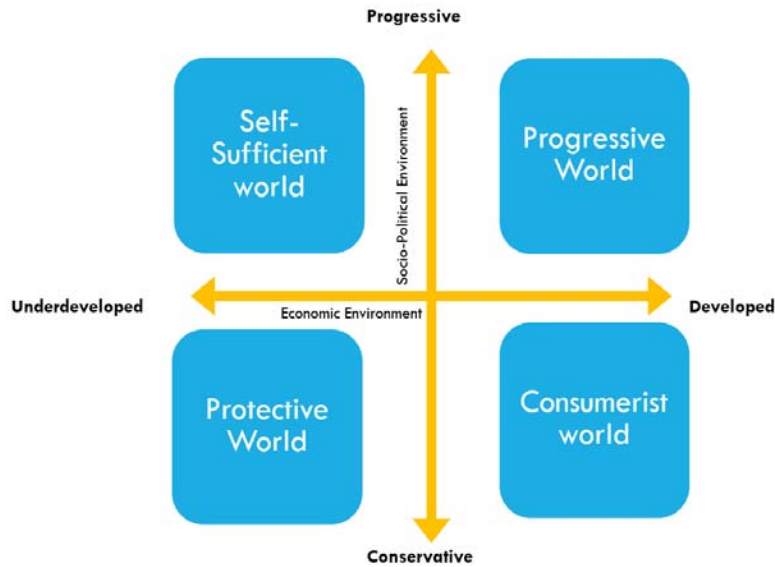 Progressive
Self-
Sufficient
world
Progressive
World
Socio-Political Environment
Underdeveloped
Economic Environment
Developed
Protective
World
Consumerist
world
Conservative